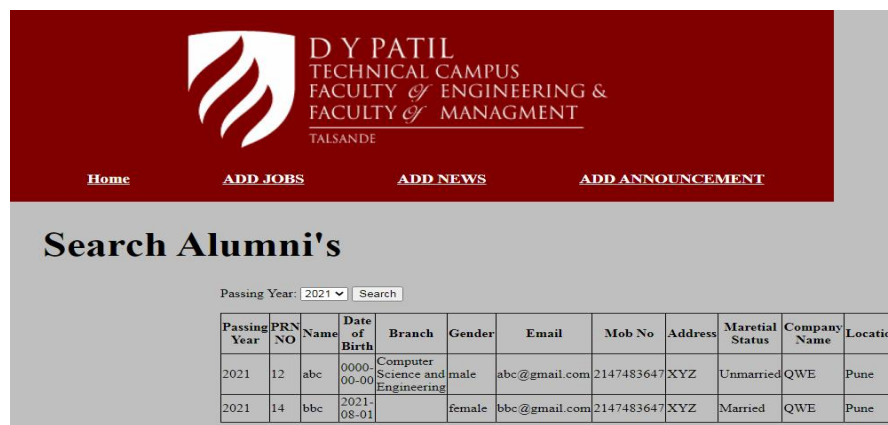 D Y PATIL
TECHNICAL CAMPUS
FACULTY of ENGINEERING &
FACULTY of MANAGMENT
TALSANDE
Home ADD JOBS ADD NEWS ADD ANNOUNCEMENT
Search Alumni's
Passing Year: 2021 Search
Passing Year PRN NO Name Date of Birth Branch Gender Email Mob No Address Maretial Status Company Name Locatio
2021 12 abc 0000-00-00 Computer Science and Engineering male abc@gmail.com 2147483647 XYZ Unmarried QWE Pune
2021 14 bbc 2021-08-01 female bbc@gmail.com 2147483647 XYZ Married QWE Pune